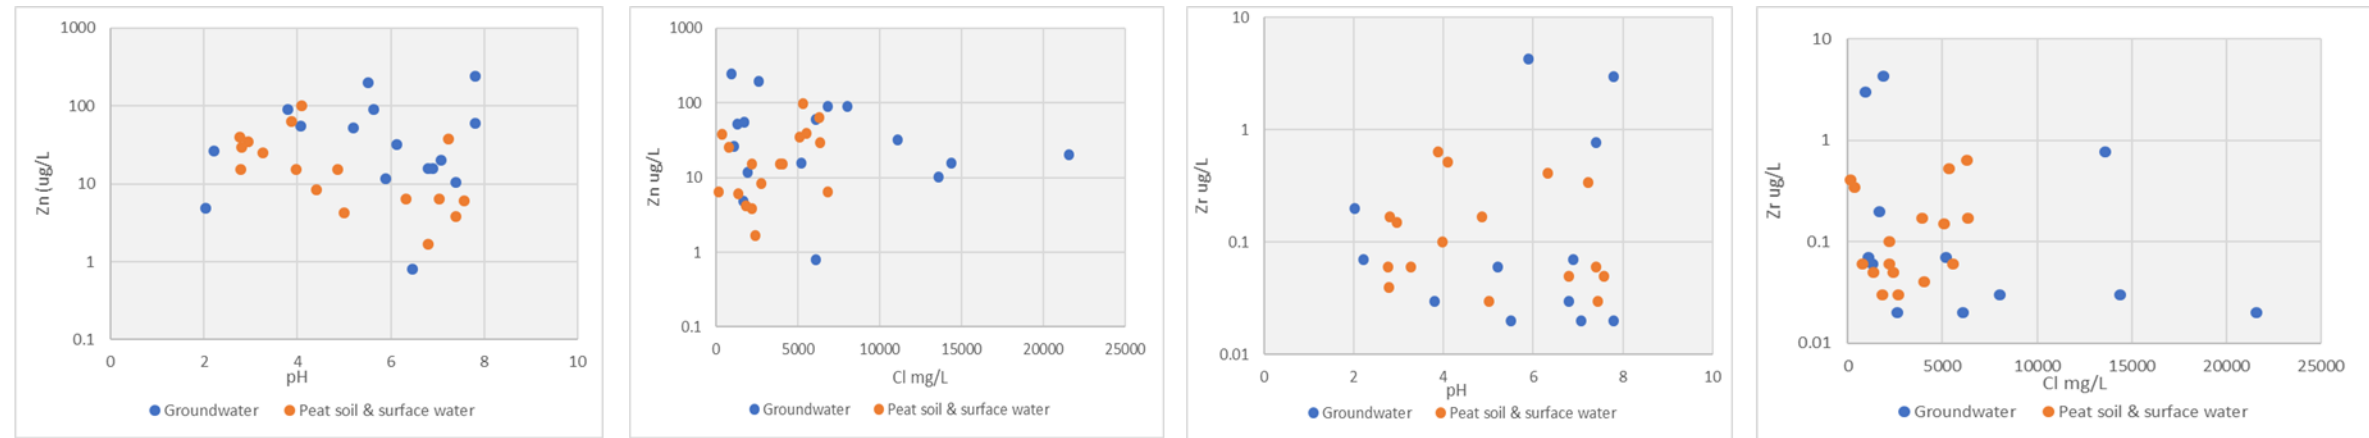 1000
100
10
1
0.1
Zn (ug/L
0 2 4 6 8 10
pH
Groundwater Peat soil & surface water
1000
100
10
1
0.1
Zn ug/L
0 5000 10000 15000 20000 25000
Cl mg/L
Groundwater Peat soil & surface water
10
1
0.1
0.01
Zr ug/L
0 2 4 6 8 10
pH
Groundwater Peat soil & surface water
10
1
0.1
0.01
Zr ug/L
0 5000 10000 15000 20000 25000
Cl mg/L
Groundwater Peat soil & surface water